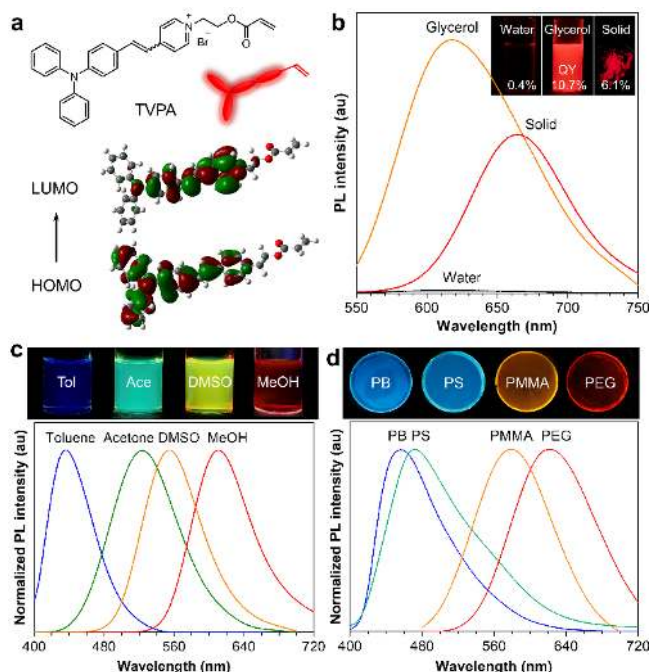 a
N
+
N
O
O
Br
−
TVPA
LUMO
HOMO
b
Glycerol
Water Glycerol Solid
QY
0.4% 10.7% 6.1%
Solid
Water
PL intensity (au)
550 600 650 700 750
Wavelength (nm)
c
Tol Ace DMSO MeOH
Toluene Acetone DMSO MeOH
Normalized PL intensity (au)
400 480 560 640 720
Wavelength (nm)
d
PB PS PMMA PEG
PB PS PMMA PEG
Normalized PL intensity (au)
400 480 560 640 720
Wavelength (nm)